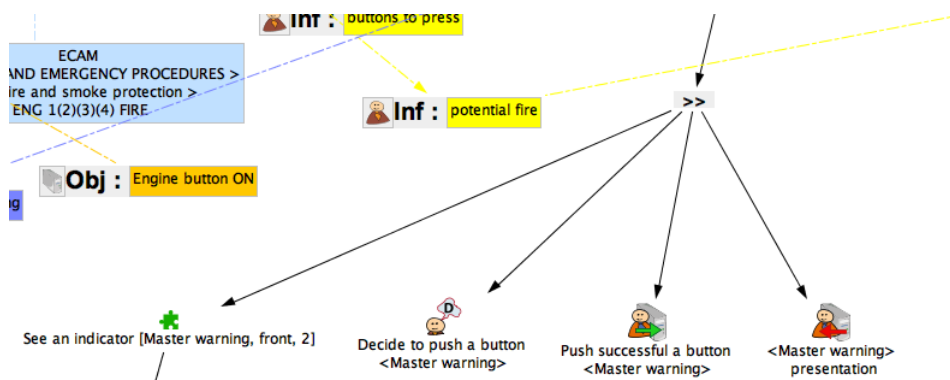 Inf :
buttons to press
ECAM
AND EMERGENCY PROCEDURES >
ire and smoke protection >
ENG 1(2)(3)(4) FIRE
Inf :
potential fire
>>
Obj :
Engine button ON
D
See an indicator [Master warning, front, 2]
Decide to push a button
<Master warning>
Push successful a button
<Master warning>
<Master warning>
presentation